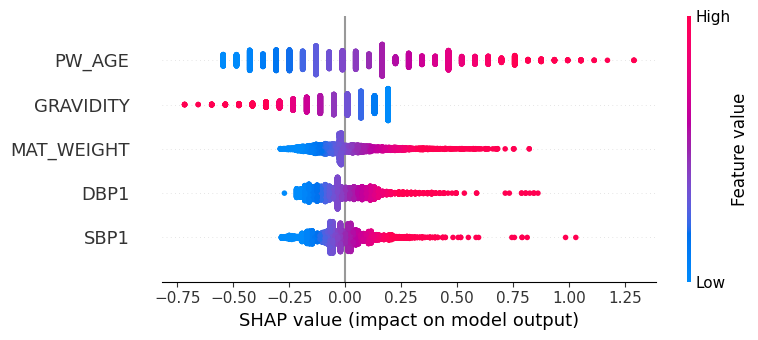 High
PW_AGE
GRAVIDITY
MAT_WEIGHT
DBP1
SBP1
Feature value
Low
−0.75 −0.50 −0.25 0.00 0.25 0.50 0.75 1.00 1.25
SHAP value (impact on model output)